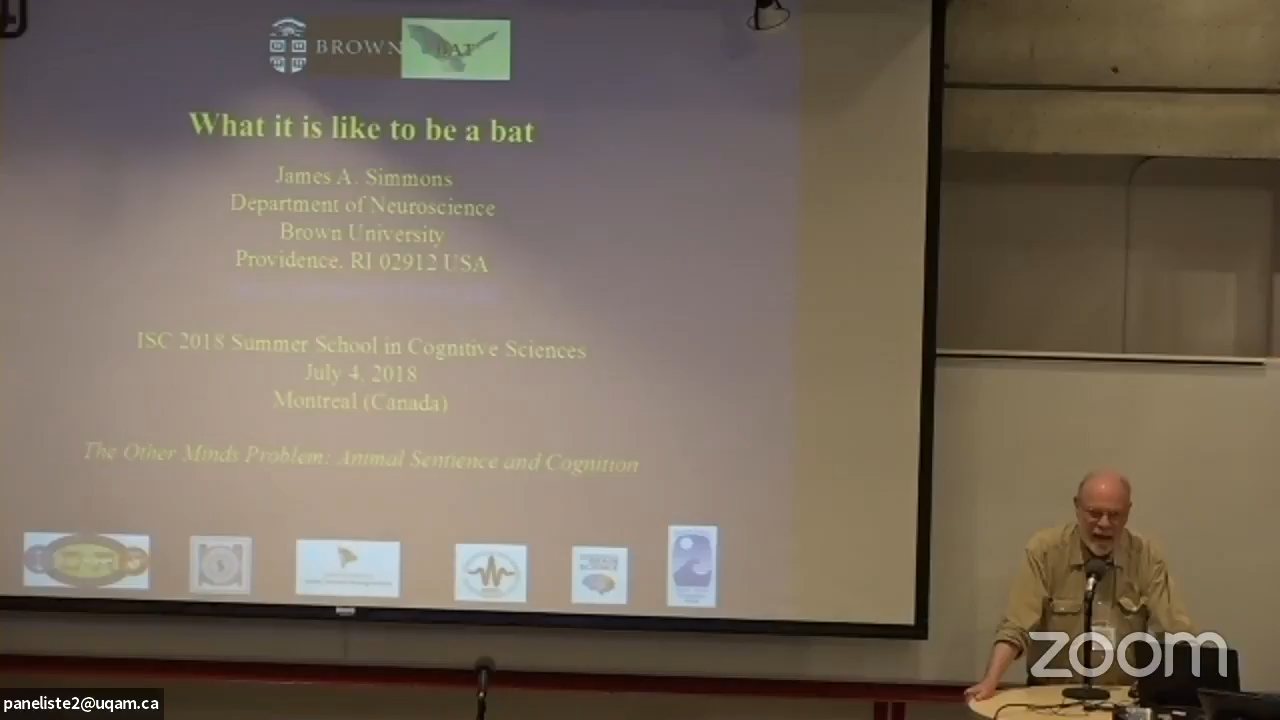 BROWN
BAT
What it is like to be a bat
James A. Simmons
Department of Neuroscience
Brown University
Providence, RI 02912 USA
ISC 2018 Summer School in Cognitive Sciences
July 4, 2018
Montreal (Canada)
The Other Minds Problem: Animal Sentience and Cognition
zoom
paneliste2@uqam.ca